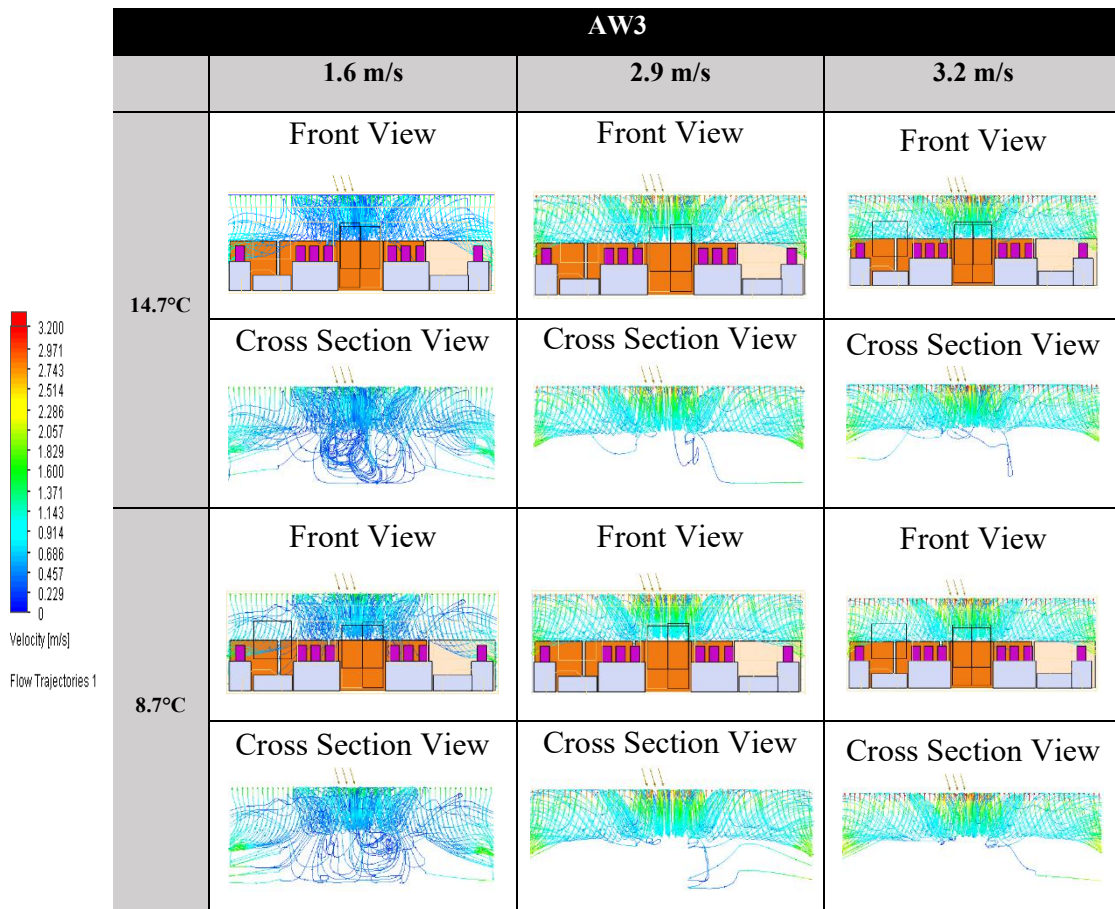 AW3
1.6 m/s
2.9 m/s
3.2 m/s
14.7°C
Front View
Front View
Front View
Cross Section View
Cross Section View
Cross Section View
3.200
2.971
2.743
2.514
2.286
2.057
1.829
1.600
1.371
1.143
0.914
0.686
0.457
0.229
0
Velocity [m/s]
Flow Trajectories 1
8.7°C
Front View
Front View
Front View
Cross Section View
Cross Section View
Cross Section View